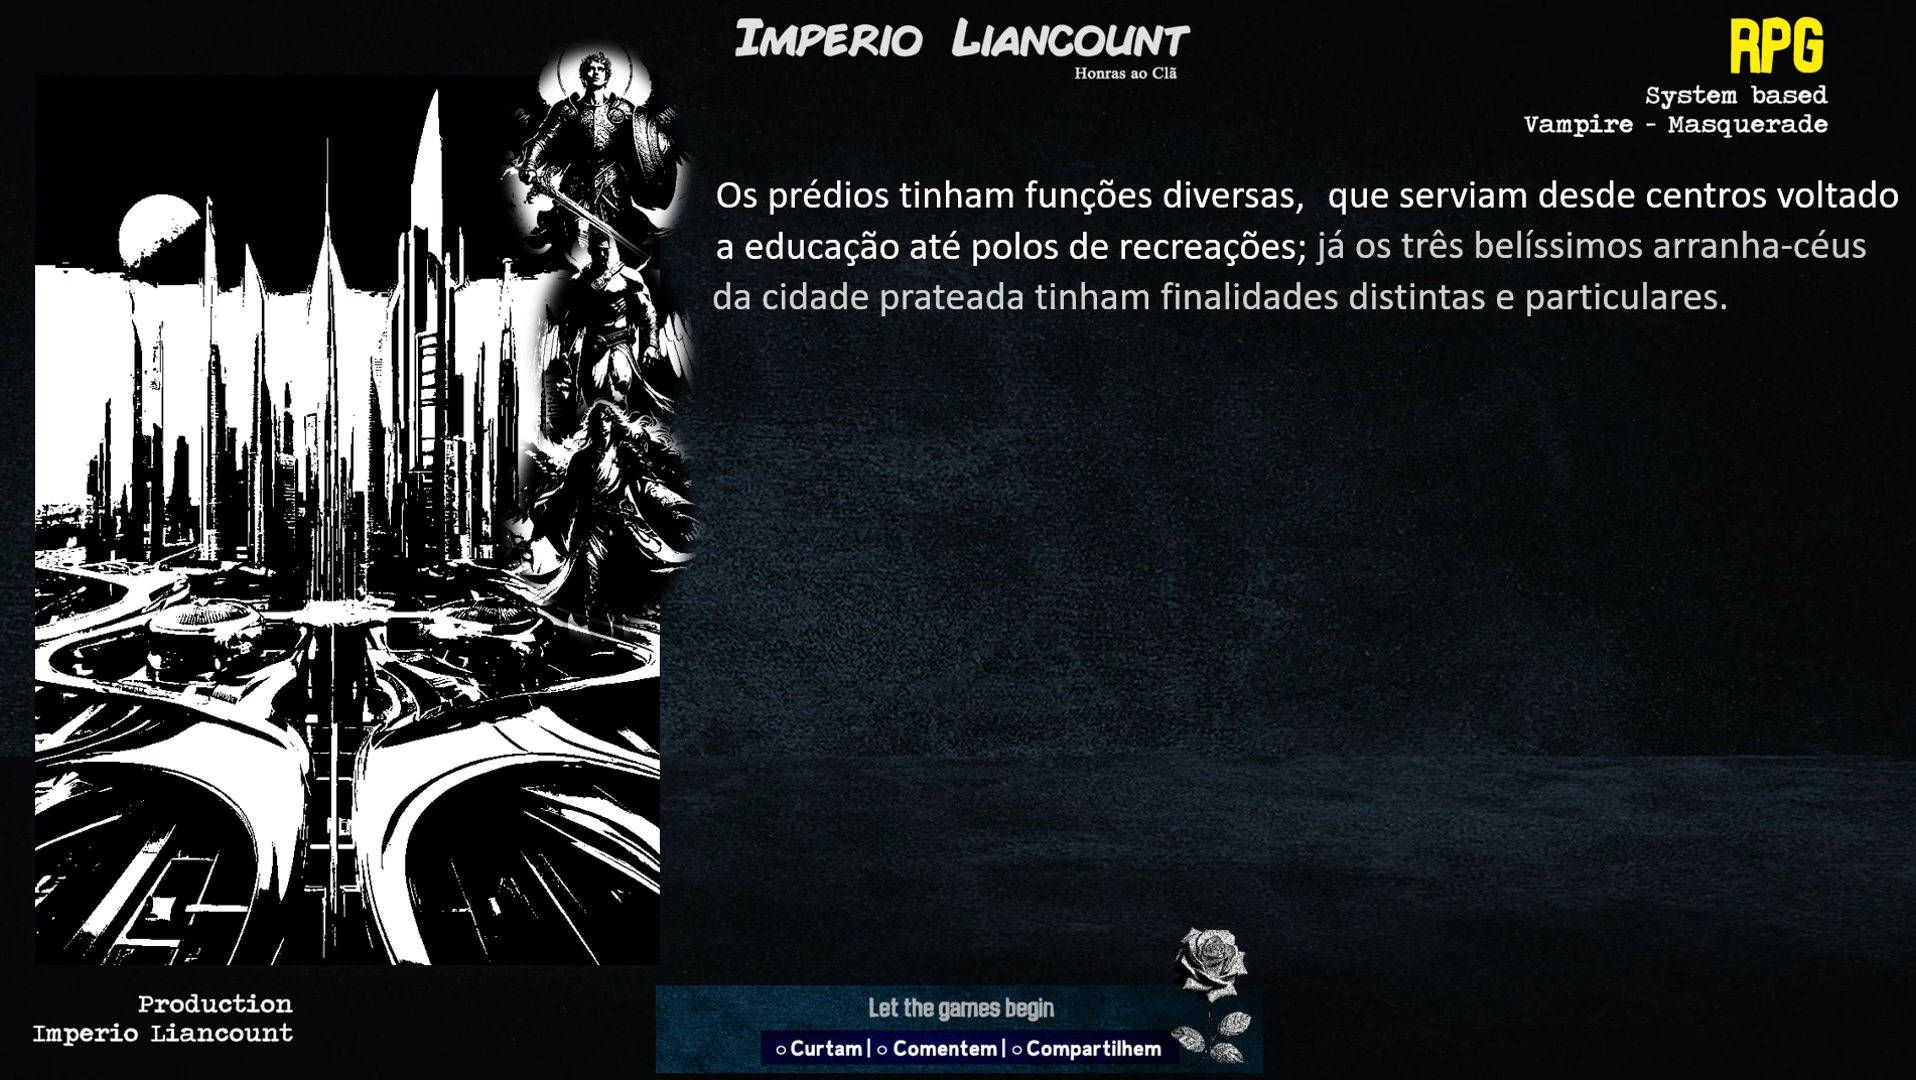 Imperio Liancount
Honras ao Clã
RPG
System based
Vampire - Masquerade
Os prédios tinham funções diversas, que serviam desde centros voltado
a educação até polos de recreações; já os três belíssimos arranha-céus
da cidade prateada tinham finalidades distintas e particulares.
Production
Imperio Liancount
Let the games begin
○ Curtam | ○ Comentem | ○ Compartilhem